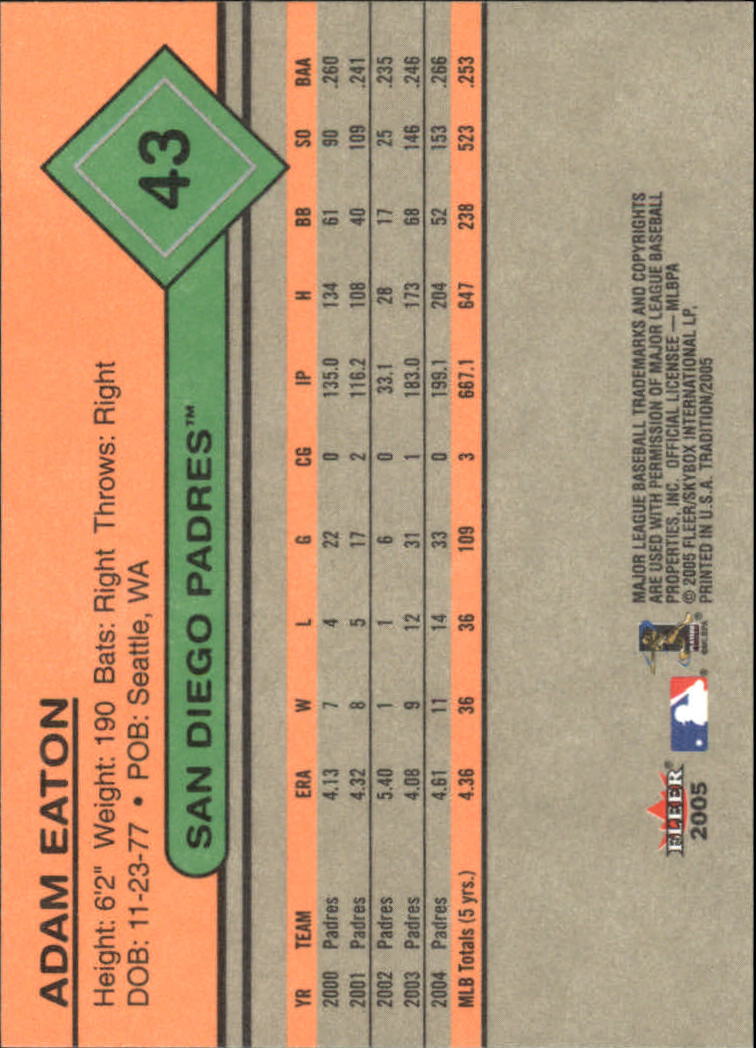 ADAM EATON
Height: 6'2" Weight: 190 Bats: Right Throws: Right
DOB: 11-23-77 • POB: Seattle, WA
43
SAN DIEGO PADRES™
YR TEAM ERA W L G CG IP H BB SO BAA
2000 Padres 4.13 7 4 22 0 135.0 134 61 90 .260
2001 Padres 4.32 8 5 17 2 116.2 108 40 109 .241
2002 Padres 5.40 1 1 6 0 33.1 28 17 25 .235
2003 Padres 4.08 9 12 31 1 183.0 173 68 146 .246
2004 Padres 4.61 11 14 33 0 199.1 204 52 153 .266
MLB Totals (5 yrs.) 4.36 36 36 109 3 667.1 647 238 523 .253
FLEER®
2005
®
©MLBPA
MAJOR LEAGUE BASEBALL TRADEMARKS AND COPYRIGHTS
ARE USED WITH PERMISSION OF MAJOR LEAGUE BASEBALL
PROPERTIES, INC. OFFICIAL LICENSEE — MLBPA
© 2005 FLEER/SKYBOX INTERNATIONAL LP.
PRINTED IN U.S.A. TRADITION/2005